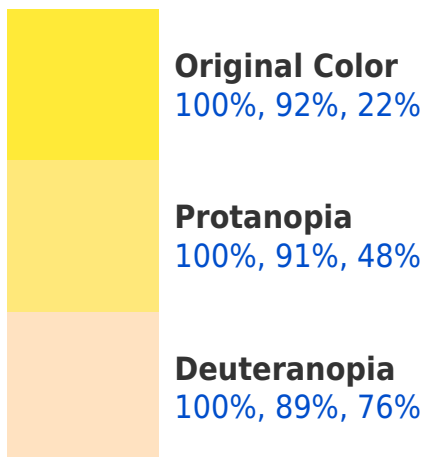 Original Color
100%, 92%, 22%
Protanopia
100%, 91%, 48%
Deuteranopia
100%, 89%, 76%